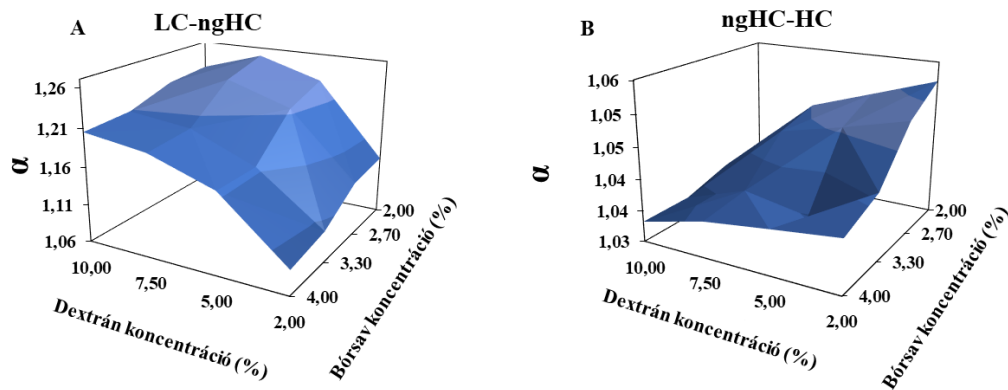 A
LC-ngHC
1,26
1,21
1,16
1,11
1,06
α
10,00
7,50
5,00
2,00
Dextrán koncentráció (%)
2,00
2,70
3,30
4,00
Bórsav koncentráció (%)
B
ngHC-HC
1,06
1,05
1,05
1,04
1,04
1,03
α
10,00
7,50
5,00
2,00
Dextrán koncentráció (%)
2,00
2,70
3,30
4,00
Bórsav koncentráció (%)